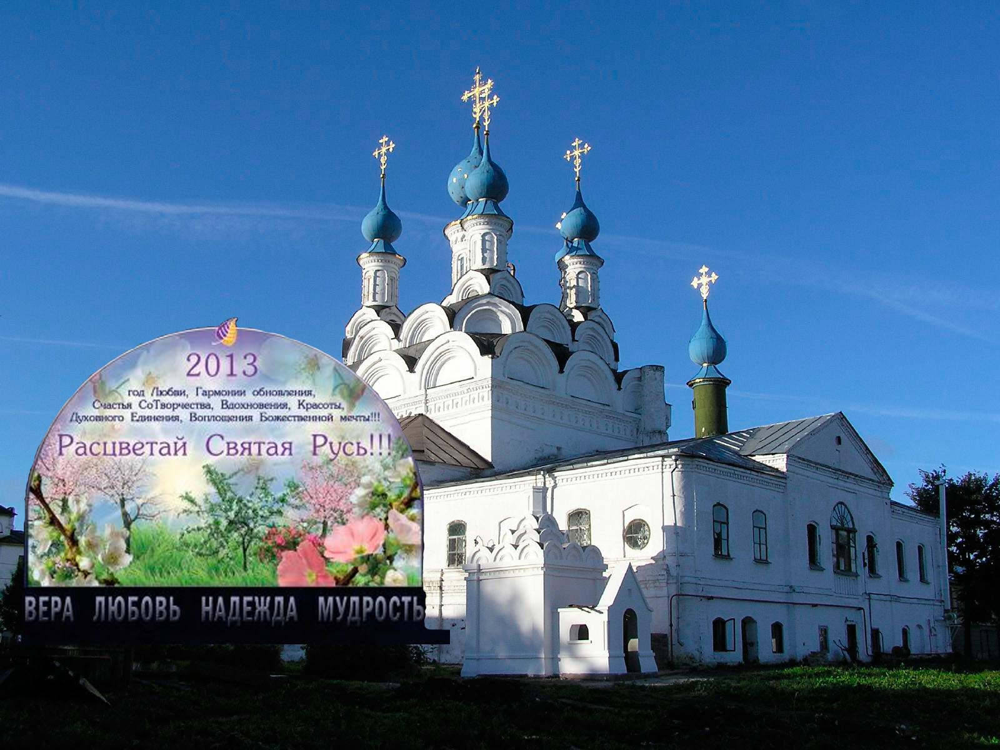 2013
год Любви, Гармонии обновления,
Счастья СоТворчества, Вдохновения, Красоты,
Духовного Единения, Воплощения Божественной мечты!!!
Расцветай Святая Русь!!!
ВЕРА ЛЮБОВЬ НАДЕЖДА МУДРОСТЬ